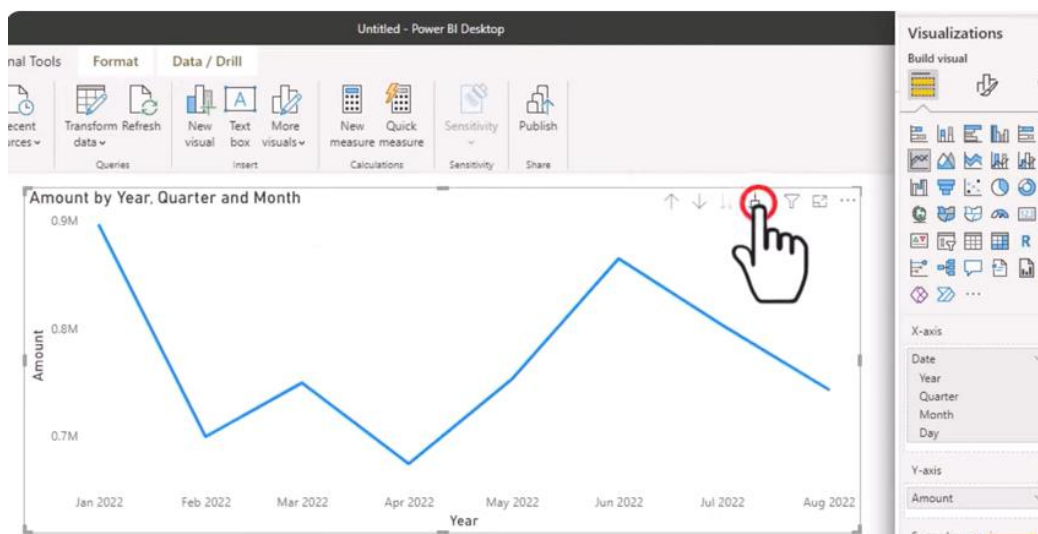 Untitled - Power BI Desktop
nal Tools Format Data / Drill
ecent Transform Refresh New Text More New Quick Sensitivity Publish
urces data visual box visuals measure measure
Queries Insert Calculations Sensitivity Share
Amount by Year, Quarter and Month
0.9M
0.8M
0.7M
Amount
Jan 2022 Feb 2022 Mar 2022 Apr 2022 May 2022 Jun 2022 Jul 2022 Aug 2022
Year
Visualizations
Build visual
R
X-axis
Date
Year
Quarter
Month
Day
Y-axis
Amount